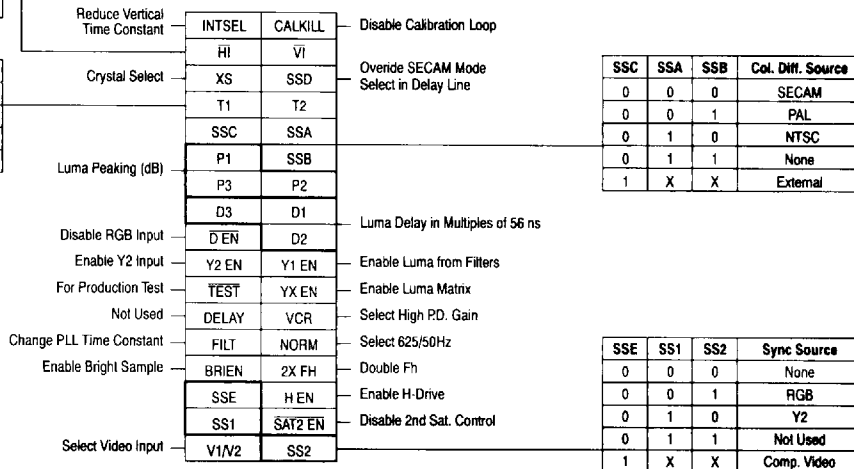 Reduce Vertical
Time Constant
INTSEL CALKILL Disable Calibration Loop
HI VI
Crystal Select XS SSD Overide SECAM Mode
Select in Delay Line
T1 T2
SSC SSA
Luma Peaking (dB) P1 SSB
P3 P2
D3 D1
Luma Delay in Multiples of 56 ns
Disable RGB Input D EN D2
Enable Y2 Input Y2 EN Y1 EN Enable Luma from Filters
For Production Test TEST YX EN Enable Luma Matrix
Not Used DELAY VCR Select High P.D. Gain
Change PLL Time Constant FILT NORM Select 625/50Hz
Enable Bright Sample BRIEN 2X FH Double Fh
SSE H EN Enable H-Drive
SS1 SAT2 EN Disable 2nd Sat. Control
Select Video Input V1/V2 SS2
SSC SSA SSB Col. Diff. Source
0 0 0 SECAM
0 0 1 PAL
0 1 0 NTSC
0 1 1 None
1 X X External
SSE SS1 SS2 Sync Source
0 0 0 None
0 0 1 RGB
0 1 0 Y2
0 1 1 Not Used
1 X X Comp. Video